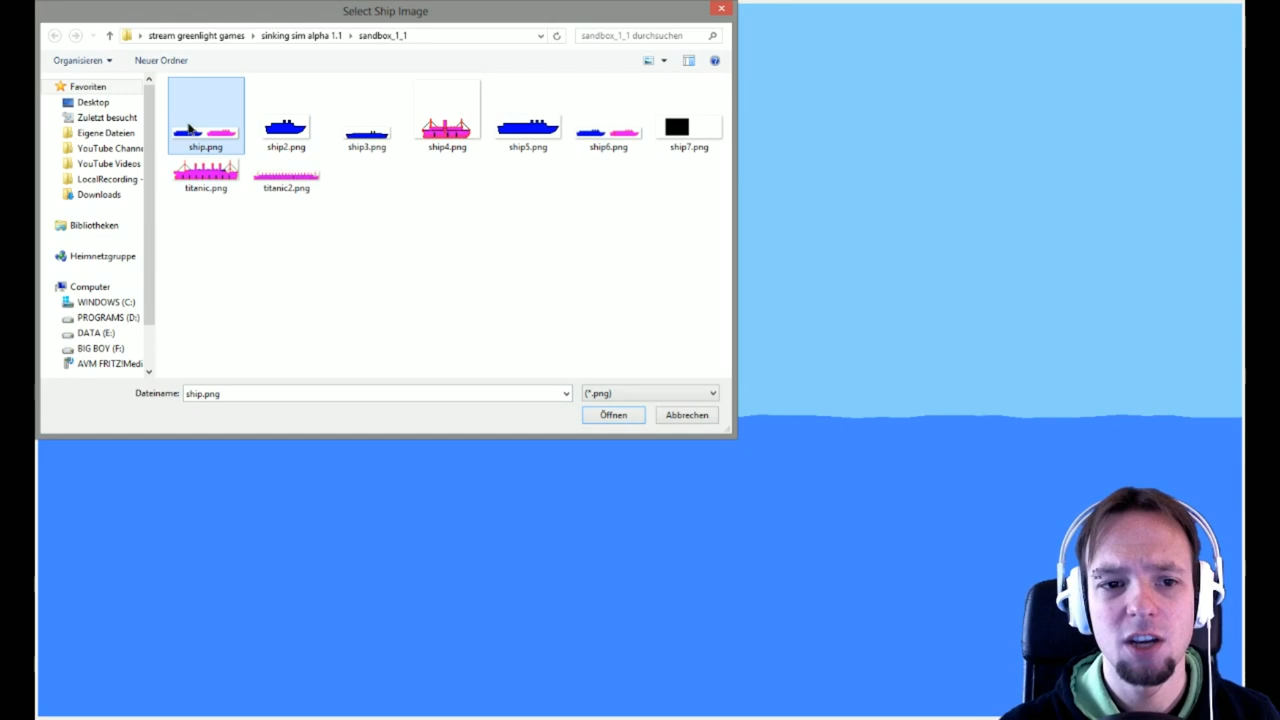 Select Ship Image
stream greenlight games
sinking sim alpha 1.1
sandbox_1_1
sandbox_1_1 durchsuchen
Organisieren
Neuer Ordner
Favoriten
Desktop
Zuletzt besucht
Eigene Dateien
YouTube Channe
YouTube Videos
LocalRecording -
Downloads
Bibliotheken
Heimnetzgruppe
Computer
WINDOWS (C:)
PROGRAMS (D:)
DATA (E:)
BIG BOY (F:)
AVM FRITZ!Medi
ship.png
ship2.png
ship3.png
ship4.png
ship5.png
ship6.png
ship7.png
titanic.png
titanic2.png
Dateiname:
ship.png
(*.png)
Öffnen
Abbrechen